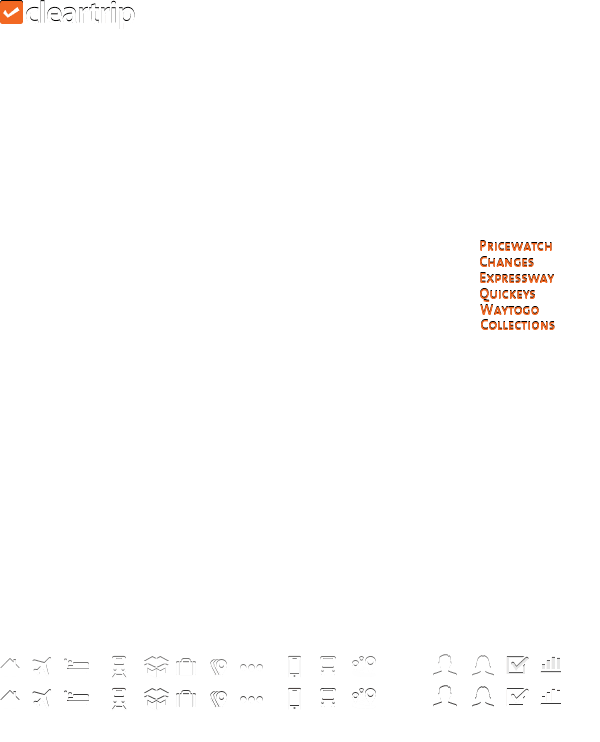 cleartrip
PRICEWATCH
CHANGES
EXPRESSWAY
QUICKEYS
WAYTOGO
COLLECTIONS